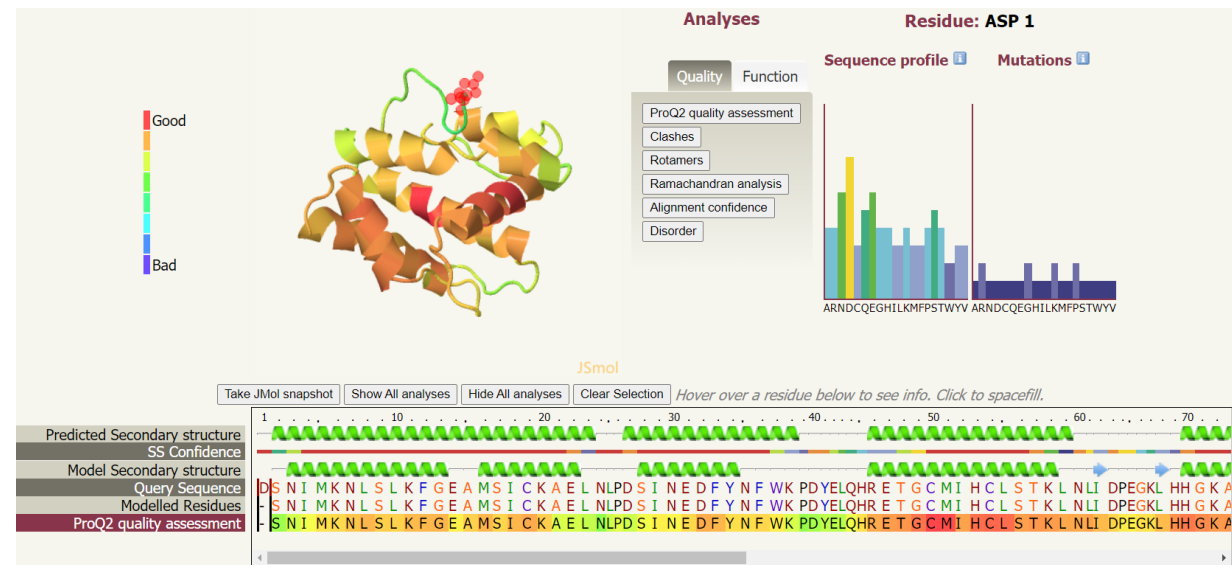 Analyses
Residue: ASP 1
Sequence profile i
Mutations i
Quality Function
ProQ2 quality assessment
Clashes
Rotamers
Ramachandran analysis
Alignment confidence
Disorder
Good
Bad
ARNDCQEGHILKMFPSTWYV ARNDCQEGHILKMFPSTWYV
JSmol
Take JMol snapshot Show All analyses Hide All analyses Clear Selection Hover over a residue below to see info. Click to spacefill.
1 . . . . . . . . 10 . . . . . . . . . 20 . . . . . . . . . 30 . . . . . . . . . 40 . . . . . . . . . 50 . . . . . . . . . 60 . . . . . . . . . 70 . . .
Predicted Secondary structure
SS Confidence
Model Secondary structure
Query Sequence DSNIMKNLSLKFGEAMSICKAELNLPDSINEDFYNFWKPDYELQHRETGCMIHCLSTKLNLIDPEGKLHHGKA
Modelled Residues -SNIMKNLSLKFGEAMSICKAELNLPDSINEDFYNFWKPDYELQHRETGCMIHCLSTKLNLIDPEGKLHHGKA
ProQ2 quality assessment -SNIMKNLSLKFGEAMSICKAELNLPDSINEDFYNFWKPDYELQHRETGCMIHCLSTKLNLIDPEGKLHHGKA